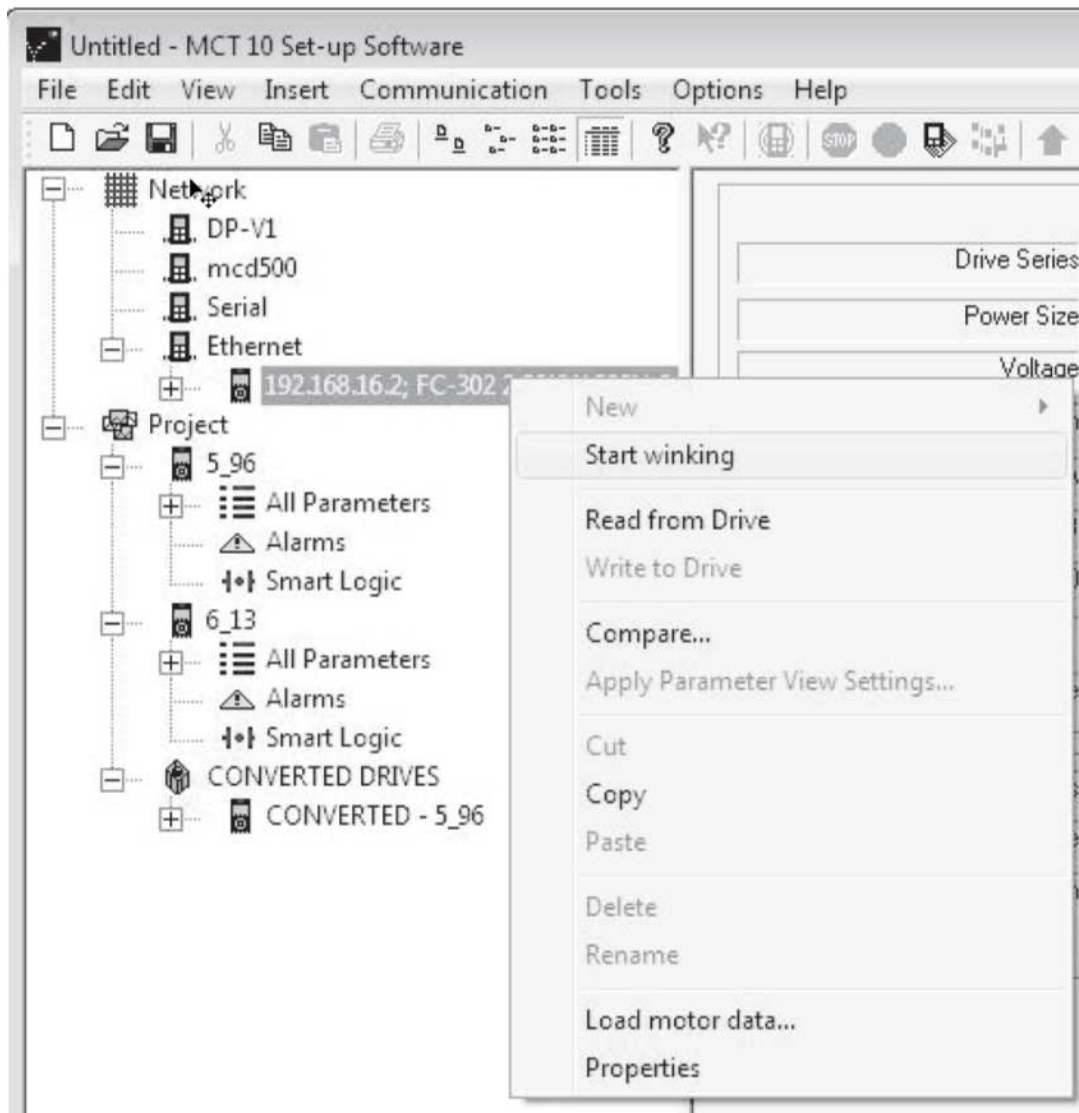 Untitled - MCT 10 Set-up Software
File Edit View Insert Communication Tools Options Help
STOP
Network
DP-V1
mcd500
Serial
Ethernet
192.168.16.2; FC-302
Project
5_96
All Parameters
Alarms
Smart Logic
6_13
All Parameters
Alarms
Smart Logic
CONVERTED DRIVES
CONVERTED - 5_96
Drive Series
Power Size
Voltage
New
Start winking
Read from Drive
Write to Drive
Compare...
Apply Parameter View Settings...
Cut
Copy
Paste
Delete
Rename
Load motor data...
Properties